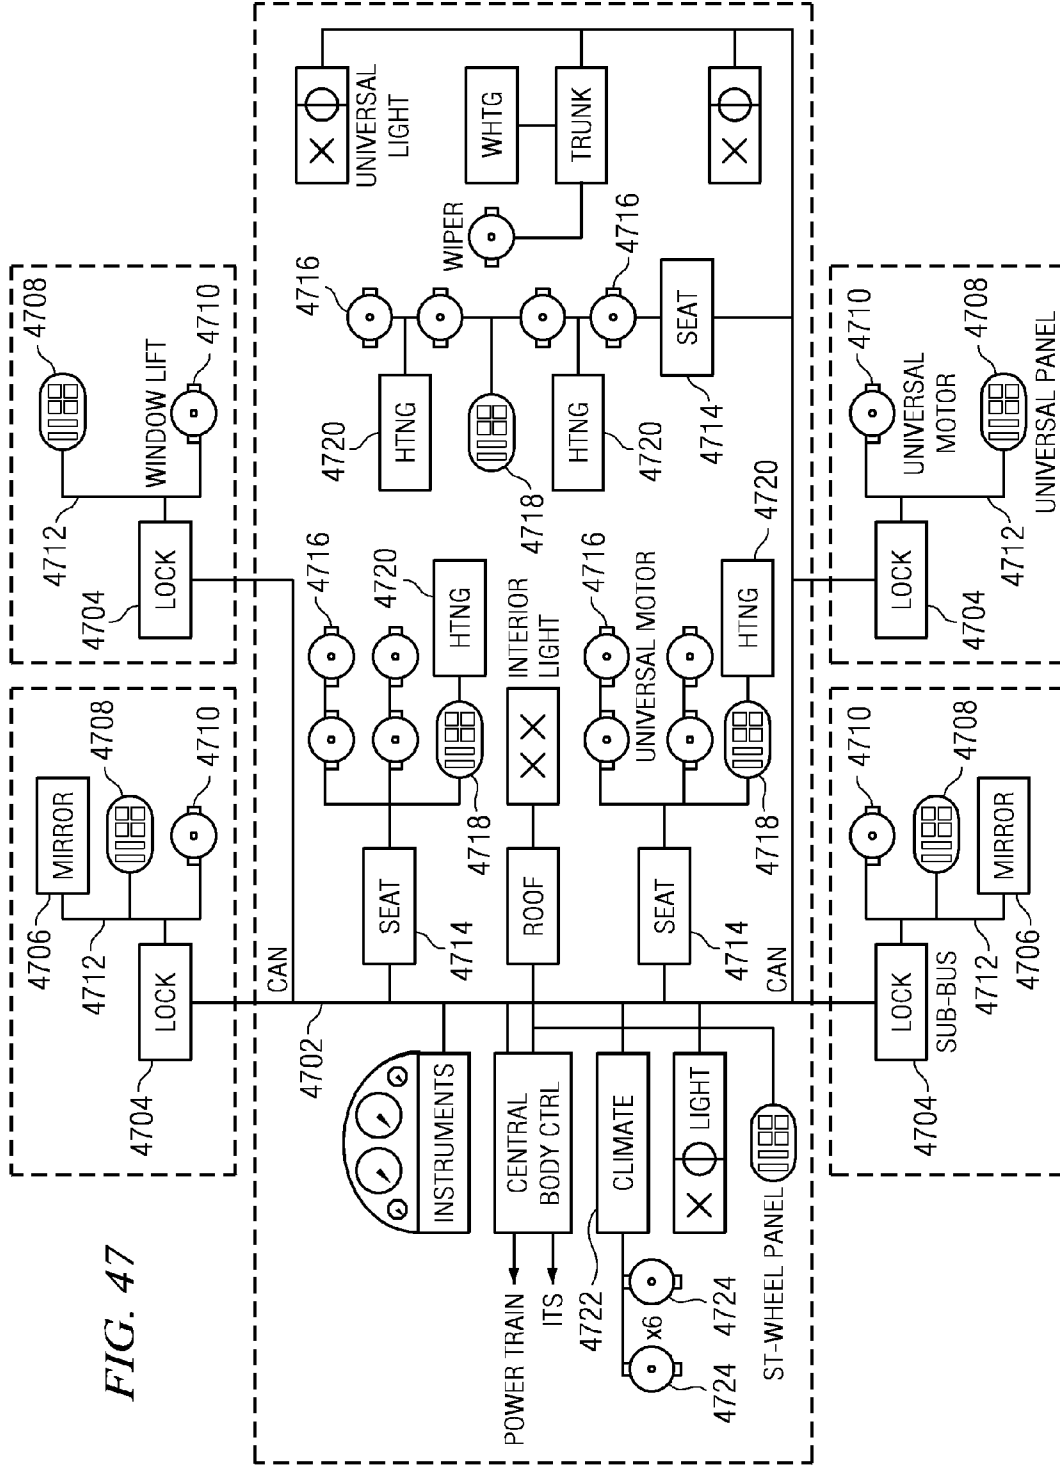 FIG. 47
4704
4706
MIRROR
4708
4710
4712
LOCK
4704
4708
4710
4712
LOCK
WINDOW LIFT
CAN
4702
INSTRUMENTS
CENTRAL
BODY CTRL
POWER TRAIN
ITS
CLIMATE
4722
x6
4724
4724
LIGHT
ST-WHEEL PANEL
SEAT
4714
4716
4720
HTNG
4718
ROOF
INTERIOR
LIGHT
SEAT
4714
4716
UNIVERSAL MOTOR
4720
HTNG
4718
4716
HTNG
4720
4718
HTNG
4720
4716
SEAT
4714
WIPER
WHTG
TRUNK
UNIVERSAL
LIGHT
CAN
LOCK
4704
SUB-BUS
4712
4710
4708
MIRROR
4706
LOCK
4704
4712
4710
UNIVERSAL
MOTOR
4708
UNIVERSAL PANEL